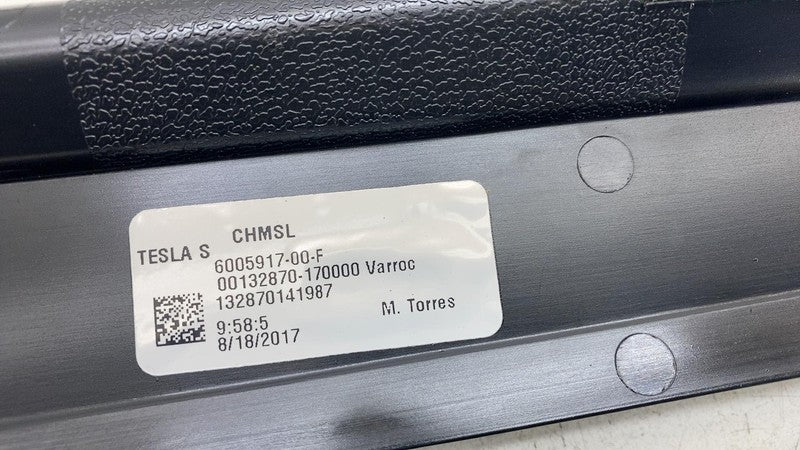 TESLA S CHMSL
6005917-00-F
00132870-170000 Varroc
132870141987
M. Torres
9:58:5
8/18/2017